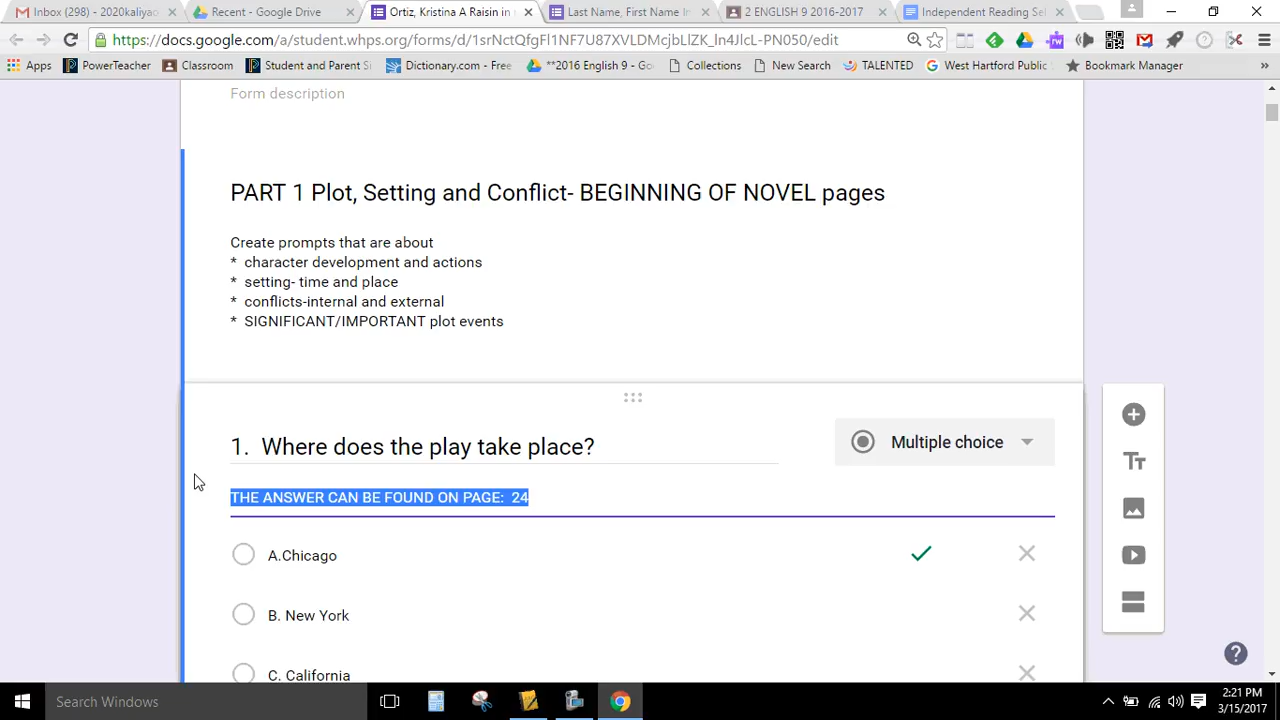 Inbox (298) - 2020kaliyao
Recent - Google Drive
Ortiz, Kristina A Raisin in
Last Name, First Name In
2 ENGLISH 9 2016-2017
Independent Reading Sel
https://docs.google.com/a/student.whps.org/forms/d/1srNctQfgFl1NF7U87XVLDMcjbLlZK_ln4JlcL-PN050/edit
Apps
PowerTeacher
Classroom
Student and Parent Si
Dictionary.com - Free
**2016 English 9 - Go
Collections
New Search
TALENTED
West Hartford Public
Bookmark Manager
»
Form description
PART 1 Plot, Setting and Conflict- BEGINNING OF NOVEL pages
Create prompts that are about
* character development and actions
* setting- time and place
* conflicts-internal and external
* SIGNIFICANT/IMPORTANT plot events
1. Where does the play take place?
Multiple choice
THE ANSWER CAN BE FOUND ON PAGE: 24
A.Chicago
B. New York
C. California
Search Windows
2:21 PM
3/15/2017